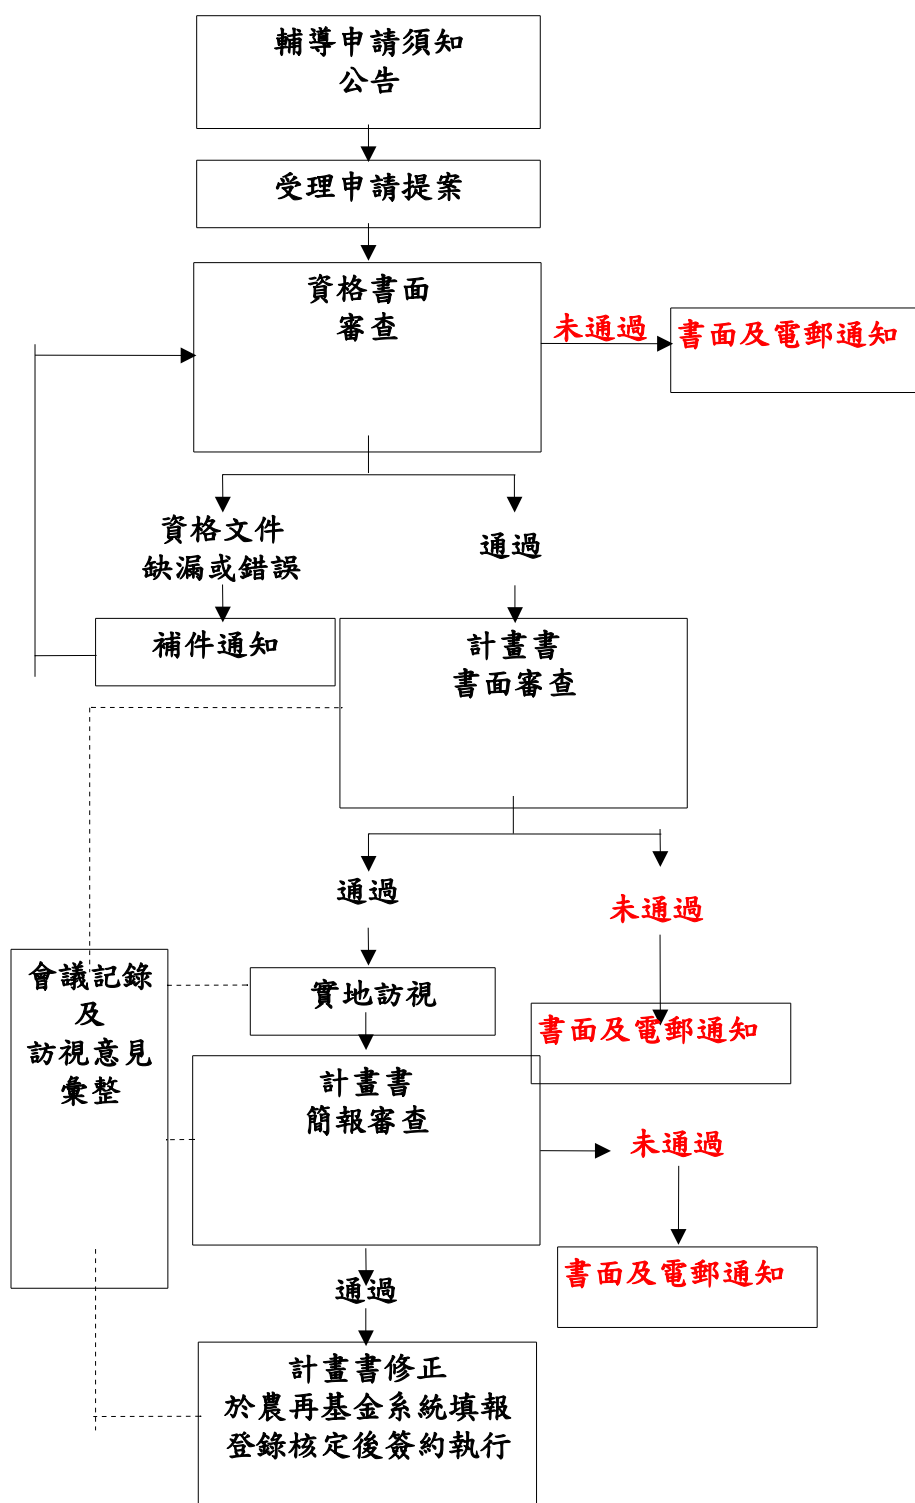 輔導申請須知
公告
受理申請提案
資格書面
審查
未通過
書面及電郵通知
資格文件
缺漏或錯誤
通過
補件通知
計畫書
書面審查
通過
未通過
會議記錄
及
訪視意見
彙整
實地訪視
書面及電郵通知
計畫書
簡報審查
未通過
書面及電郵通知
通過
計畫書修正
於農再基金系統填報
登錄核定後簽約執行